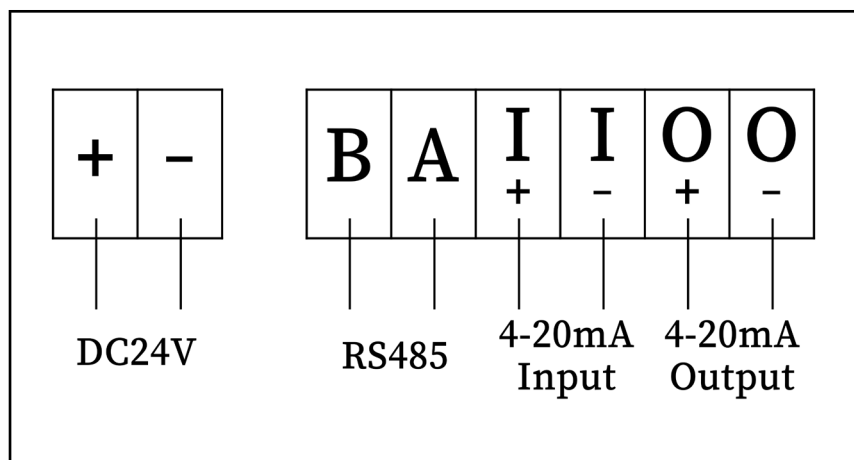 + − B A I I O O
+ − + −
DC24V RS485 4-20mA 4-20mA
Input Output